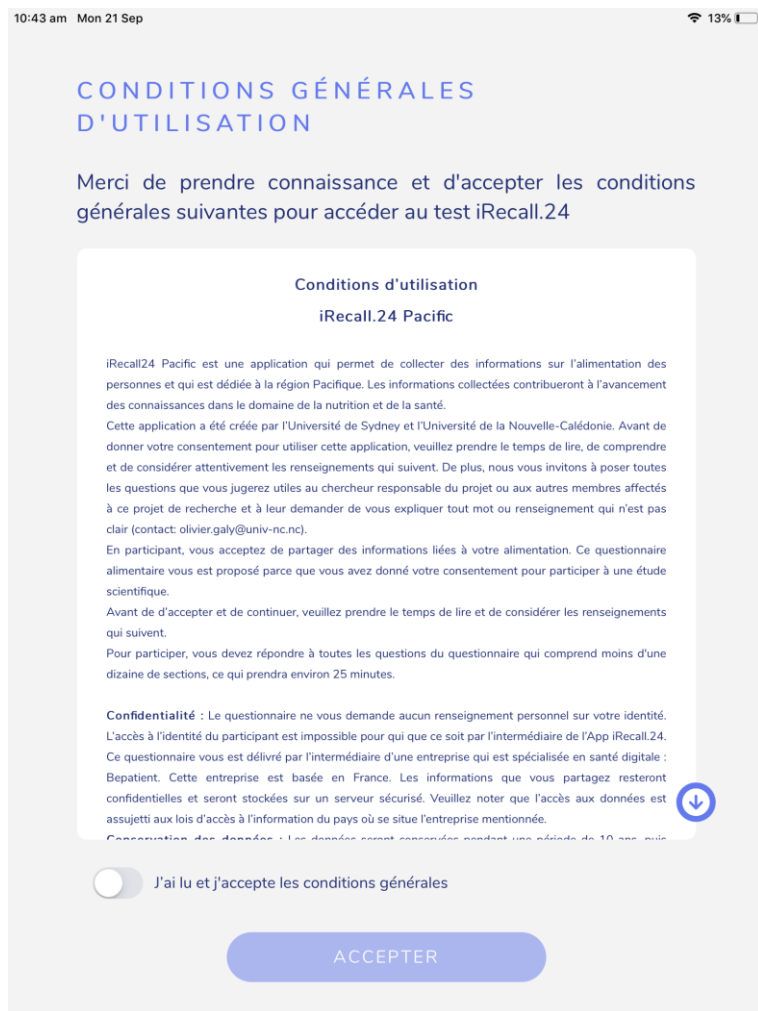 10:43 am Mon 21 Sep
13%
CONDITIONS GÉNÉRALES
D'UTILISATION
Merci de prendre connaissance et d'accepter les conditions
générales suivantes pour accéder au test iRecall.24
Conditions d'utilisation
iRecall.24 Pacific
iRecall24 Pacific est une application qui permet de collecter des informations sur l'alimentation des
personnes et qui est dédiée à la région Pacifique. Les informations collectées contribueront à l'avancement
des connaissances dans le domaine de la nutrition et de la santé.
Cette application a été créée par l'Université de Sydney et l'Université de la Nouvelle-Calédonie. Avant de
donner votre consentement pour utiliser cette application, veuillez prendre le temps de lire, de comprendre
et de considérer attentivement les renseignements qui suivent. De plus, nous vous invitons à poser toutes
les questions que vous jugerez utiles au chercheur responsable du projet ou aux autres membres affectés
à ce projet de recherche et à leur demander de vous expliquer tout mot ou renseignement qui n'est pas
clair (contact: olivier.galy@univ-nc.nc).
En participant, vous acceptez de partager des informations liées à votre alimentation. Ce questionnaire
alimentaire vous est proposé parce que vous avez donné votre consentement pour participer à une étude
scientifique.
Avant de d'accepter et de continuer, veuillez prendre le temps de lire et de considérer les renseignements
qui suivent.
Pour participer, vous devez répondre à toutes les questions du questionnaire qui comprend moins d'une
dizaine de sections, ce qui prendra environ 25 minutes.
Confidentialité : Le questionnaire ne vous demande aucun renseignement personnel sur votre identité.
L'accès à l'identité du participant est impossible pour qui que ce soit par l'intermédiaire de l'App iRecall.24.
Ce questionnaire vous est délivré par l'intermédiaire d'une entreprise qui est spécialisée en santé digitale :
Bepatient. Cette entreprise est basée en France. Les informations que vous partagez resteront
confidentielles et seront stockées sur un serveur sécurisé. Veuillez noter que l'accès aux données est
assujetti aux lois d'accès à l'information du pays où se situe l'entreprise mentionnée.
Conservation des données : Les données seront conservées pendant une période de 10 ans, puis
J'ai lu et j'accepte les conditions générales
ACCEPTER